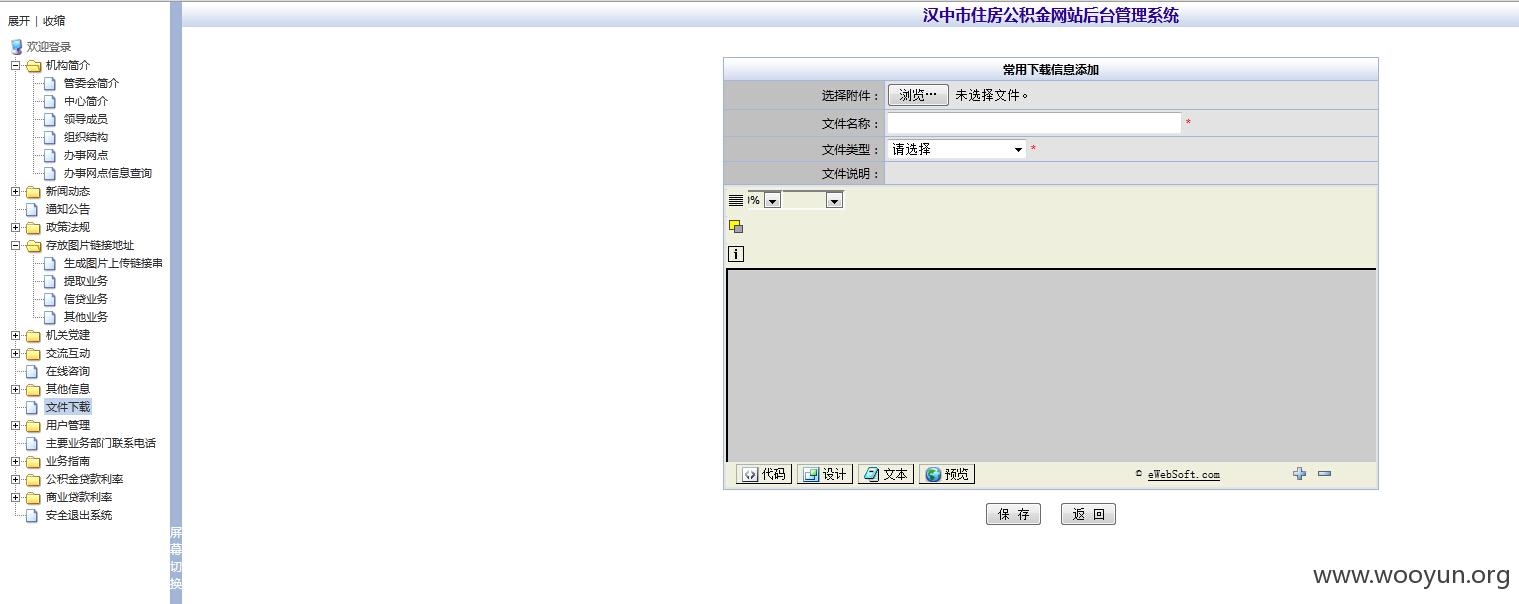 展开 | 收缩
欢迎登录
机构简介
管委会简介
中心简介
领导成员
组织结构
办事网点
办事网点信息查询
新闻动态
通知公告
政策法规
存放图片链接地址
生成图片上传链接串
提取业务
信贷业务
其他业务
机关党建
交流互动
在线咨询
其他信息
文件下载
用户管理
主要业务部门联系电话
业务指南
公积金贷款利率
商业贷款利率
安全退出系统
屏幕切换
汉中市住房公积金网站后台管理系统
常用下载信息添加
选择附件： 浏览… 未选择文件。
文件名称： *
文件类型： 请选择 *
文件说明：
%
代码 设计 文本 预览 © eWebSoft.com
保 存 返 回
www.wooyun.org